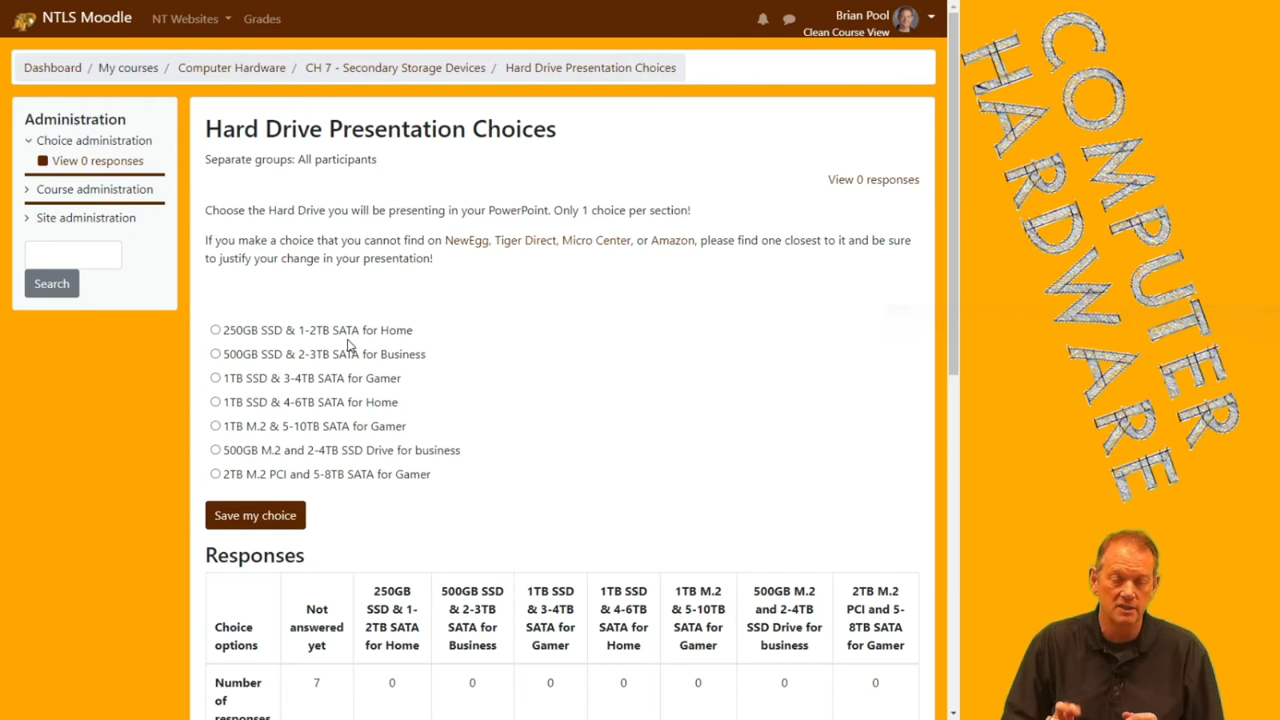 NTLS Moodle
NT Websites
Grades
Brian Pool
Clean Course View
Dashboard / My courses / Computer Hardware / CH 7 - Secondary Storage Devices / Hard Drive Presentation Choices
Administration
Choice administration
View 0 responses
Course administration
Site administration
Search
Hard Drive Presentation Choices
Separate groups: All participants
View 0 responses
Choose the Hard Drive you will be presenting in your PowerPoint. Only 1 choice per section!
If you make a choice that you cannot find on NewEgg, Tiger Direct, Micro Center, or Amazon, please find one closest to it and be sure
to justify your change in your presentation!
250GB SSD & 1-2TB SATA for Home
500GB SSD & 2-3TB SATA for Business
1TB SSD & 3-4TB SATA for Gamer
1TB SSD & 4-6TB SATA for Home
1TB M.2 & 5-10TB SATA for Gamer
500GB M.2 and 2-4TB SSD Drive for business
2TB M.2 PCI and 5-8TB SATA for Gamer
Save my choice
Responses
Choice
options
Not
answered
yet
250GB
SSD & 1-
2TB SATA
for Home
500GB SSD
& 2-3TB
SATA for
Business
1TB SSD
& 3-4TB
SATA for
Gamer
1TB SSD
& 4-6TB
SATA for
Home
1TB M.2
& 5-10TB
SATA for
Gamer
500GB M.2
and 2-4TB
SSD Drive for
business
2TB M.2
PCI and 5-
8TB SATA
for Gamer
Number
of
responses
7 0 0 0 0 0 0 0
COMPUTER
HARDWARE